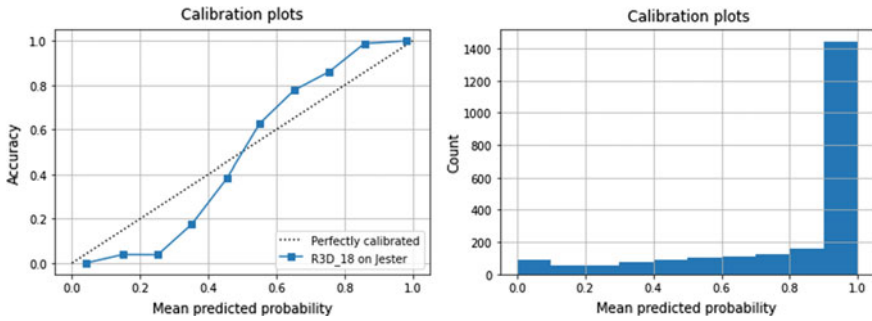 Calibration plots
1.0
0.8
0.6
0.4
0.2
0.0
Accuracy
Perfectly calibrated
R3D_18 on Jester
0.0 0.2 0.4 0.6 0.8 1.0
Mean predicted probability
Calibration plots
1400
1200
1000
800
600
400
200
0
Count
0.0 0.2 0.4 0.6 0.8 1.0
Mean predicted probability